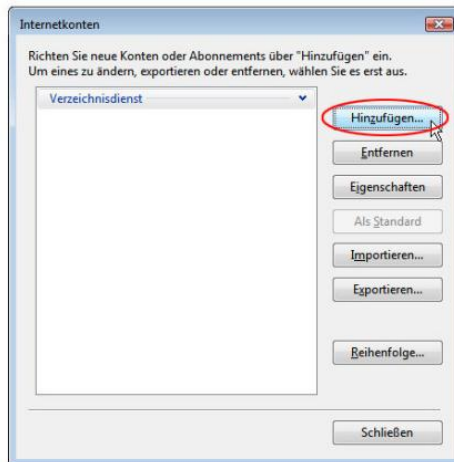 Internetkonten
Richten Sie neue Konten oder Abonnements über "Hinzufügen" ein.
Um eines zu ändern, exportieren oder entfernen, wählen Sie es erst aus.
Verzeichnisdienst
Hinzufügen...
Entfernen
Eigenschaften
Als Standard
Importieren...
Exportieren...
Reihenfolge...
Schließen